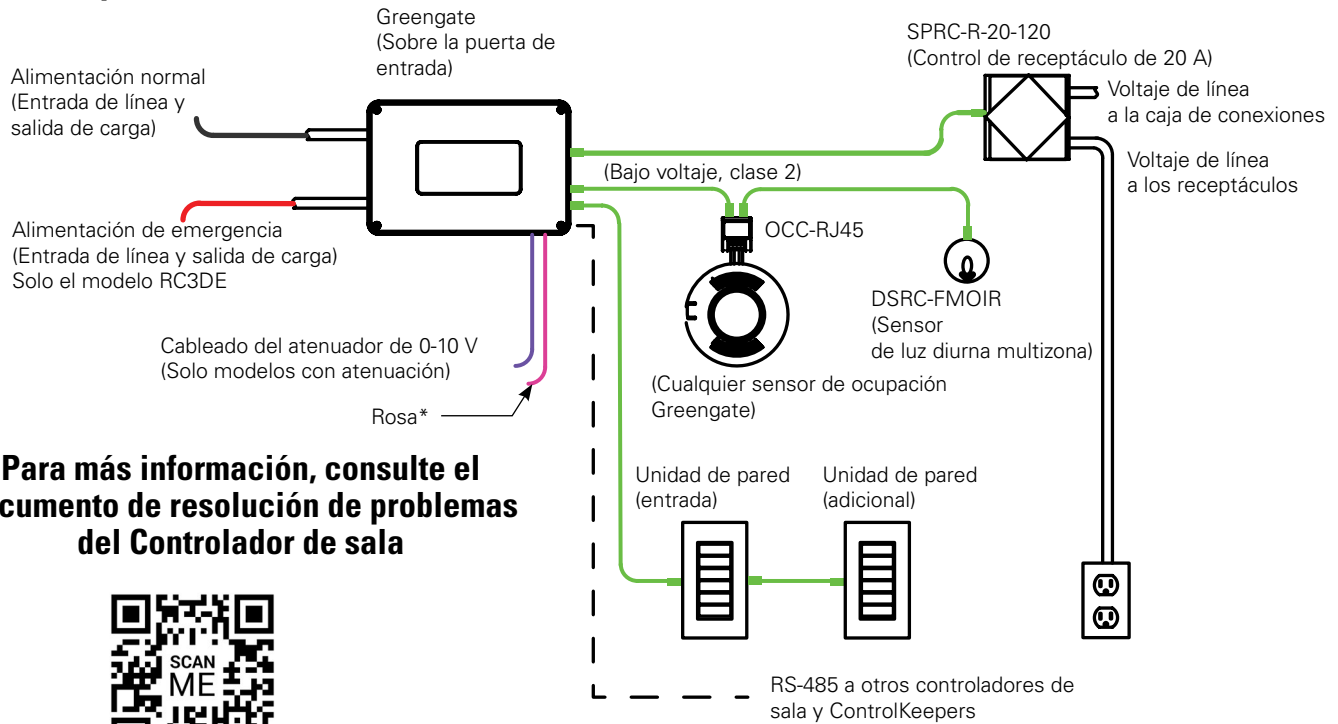 Greengate
(Sobre la puerta de
entrada)
SPRC-R-20-120
(Control de receptáculo de 20 A)
Alimentación normal
(Entrada de línea y
salida de carga)
Voltaje de línea
a la caja de conexiones
(Bajo voltaje, clase 2)
Voltaje de línea
a los receptáculos
Alimentación de emergencia
(Entrada de línea y salida de carga)
Solo el modelo RC3DE
OCC-RJ45
DSRC-FMOIR
(Sensor
de luz diurna multizona)
Cableado del atenuador de 0-10 V
(Solo modelos con atenuación)
(Cualquier sensor de ocupación
Greengate)
Rosa*
Para más información, consulte el
cumento de resolución de problemas
del Controlador de sala
Unidad de pared
(entrada)
Unidad de pared
(adicional)
SCAN
ME
RS-485 a otros controladores de
sala y ControlKeepers